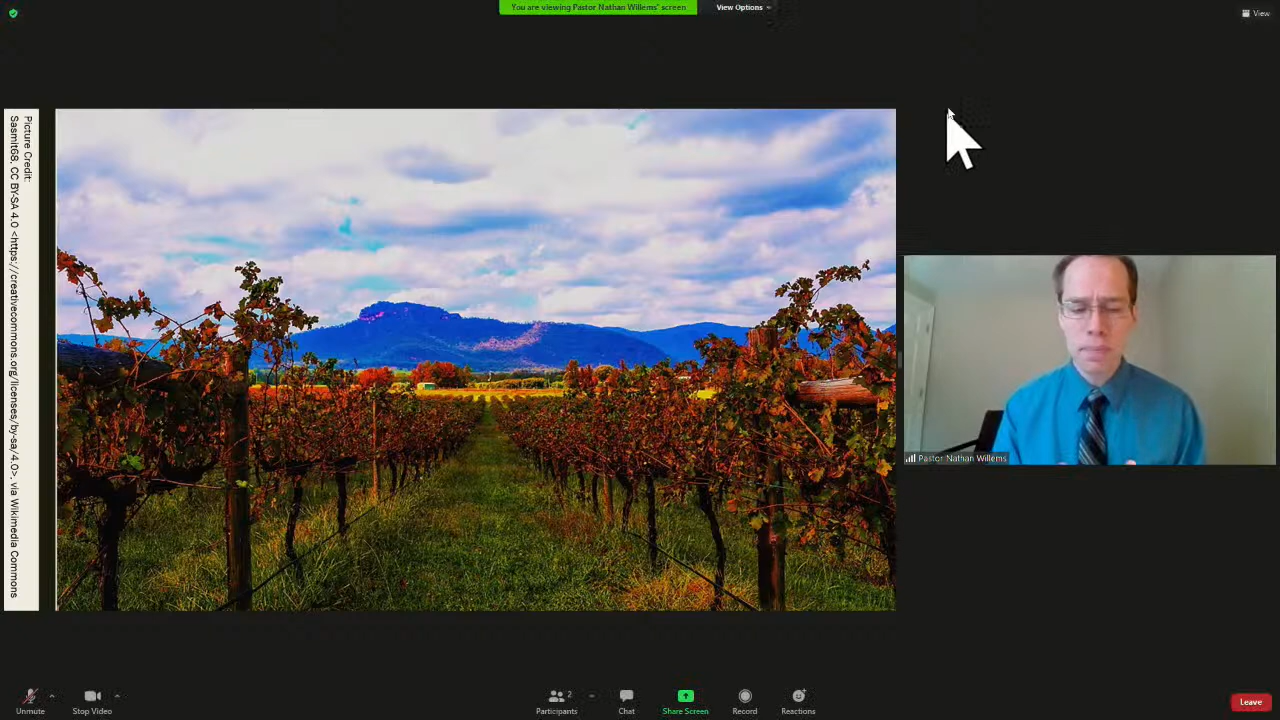 You are viewing Pastor Nathan Willems' screen
View Options
View
Picture Credit:
Sasmit68, CC BY-SA 4.0 <https://creativecommons.org/licenses/by-sa/4.0>, via Wikimedia Commons
Pastor Nathan Willems
Unmute
Stop Video
2
Participants
Chat
Share Screen
Record
Reactions
Leave